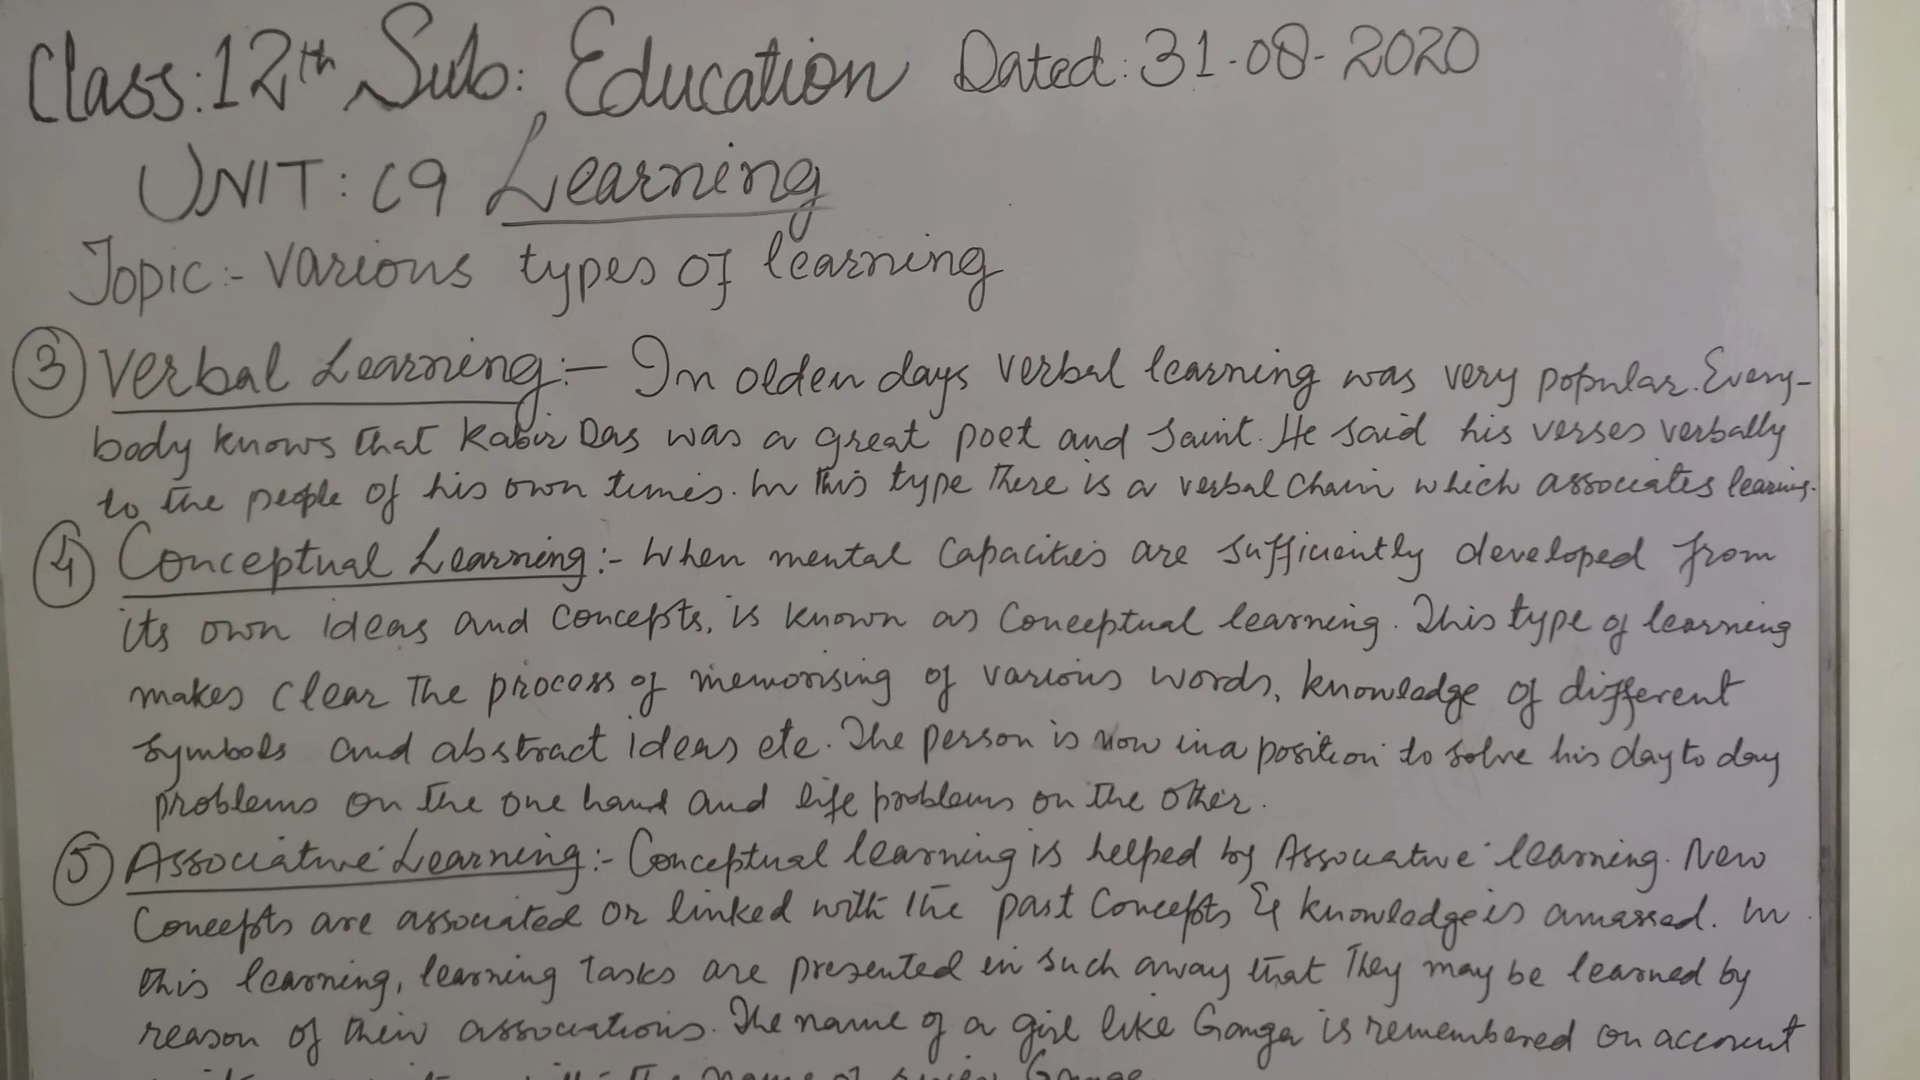 Class: 12th Sub: Education Dated: 31-08-2020
UNIT: C9 Learning
Topic:- Various types of learning
③ Verbal Learning:- In olden days verbal learning was very popular. Every-
body knows that Kabir Das was a great poet and Saint. He said his verses verbally
to the people of his own times. In this type there is a verbal chain which associates learning.
④ Conceptual Learning:- When mental capacities are sufficiently developed from
its own ideas and concepts, is known as Conceptual learning. This type of learning
makes clear the process of memorising of various words, knowledge of different
symbols and abstract ideas etc. The person is now in a position to solve his day to day
problems on the one hand and life problems on the other.
⑤ Associative Learning:- Conceptual learning is helped by Associative learning. New
Concepts are associated or linked with the past Concepts & knowledge is amassed. In
this learning, learning tasks are presented in such away that They may be learned by
reason of their associations. The name of a girl like Ganga is remembered on account
the name of Ganga